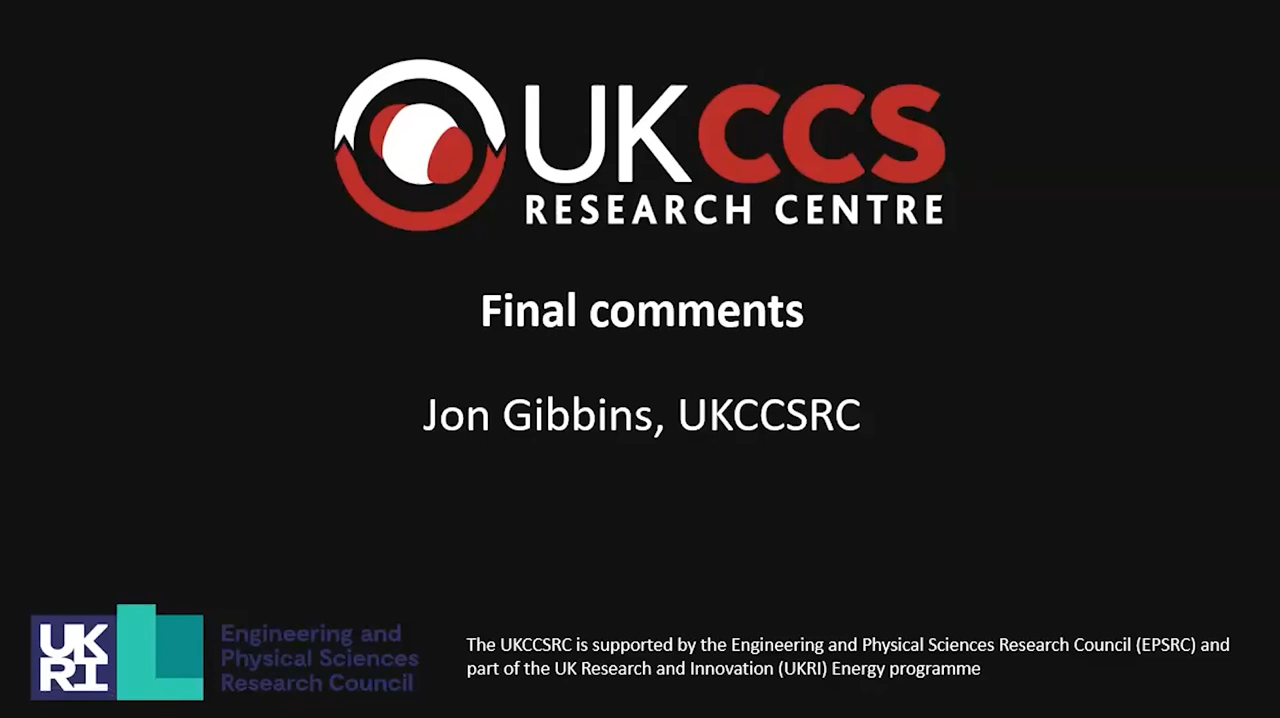 UKCCS
RESEARCH CENTRE
Final comments
Jon Gibbins, UKCCSRC
UK
RI
Engineering and
Physical Sciences
Research Council
The UKCCSRC is supported by the Engineering and Physical Sciences Research Council (EPSRC) and
part of the UK Research and Innovation (UKRI) Energy programme